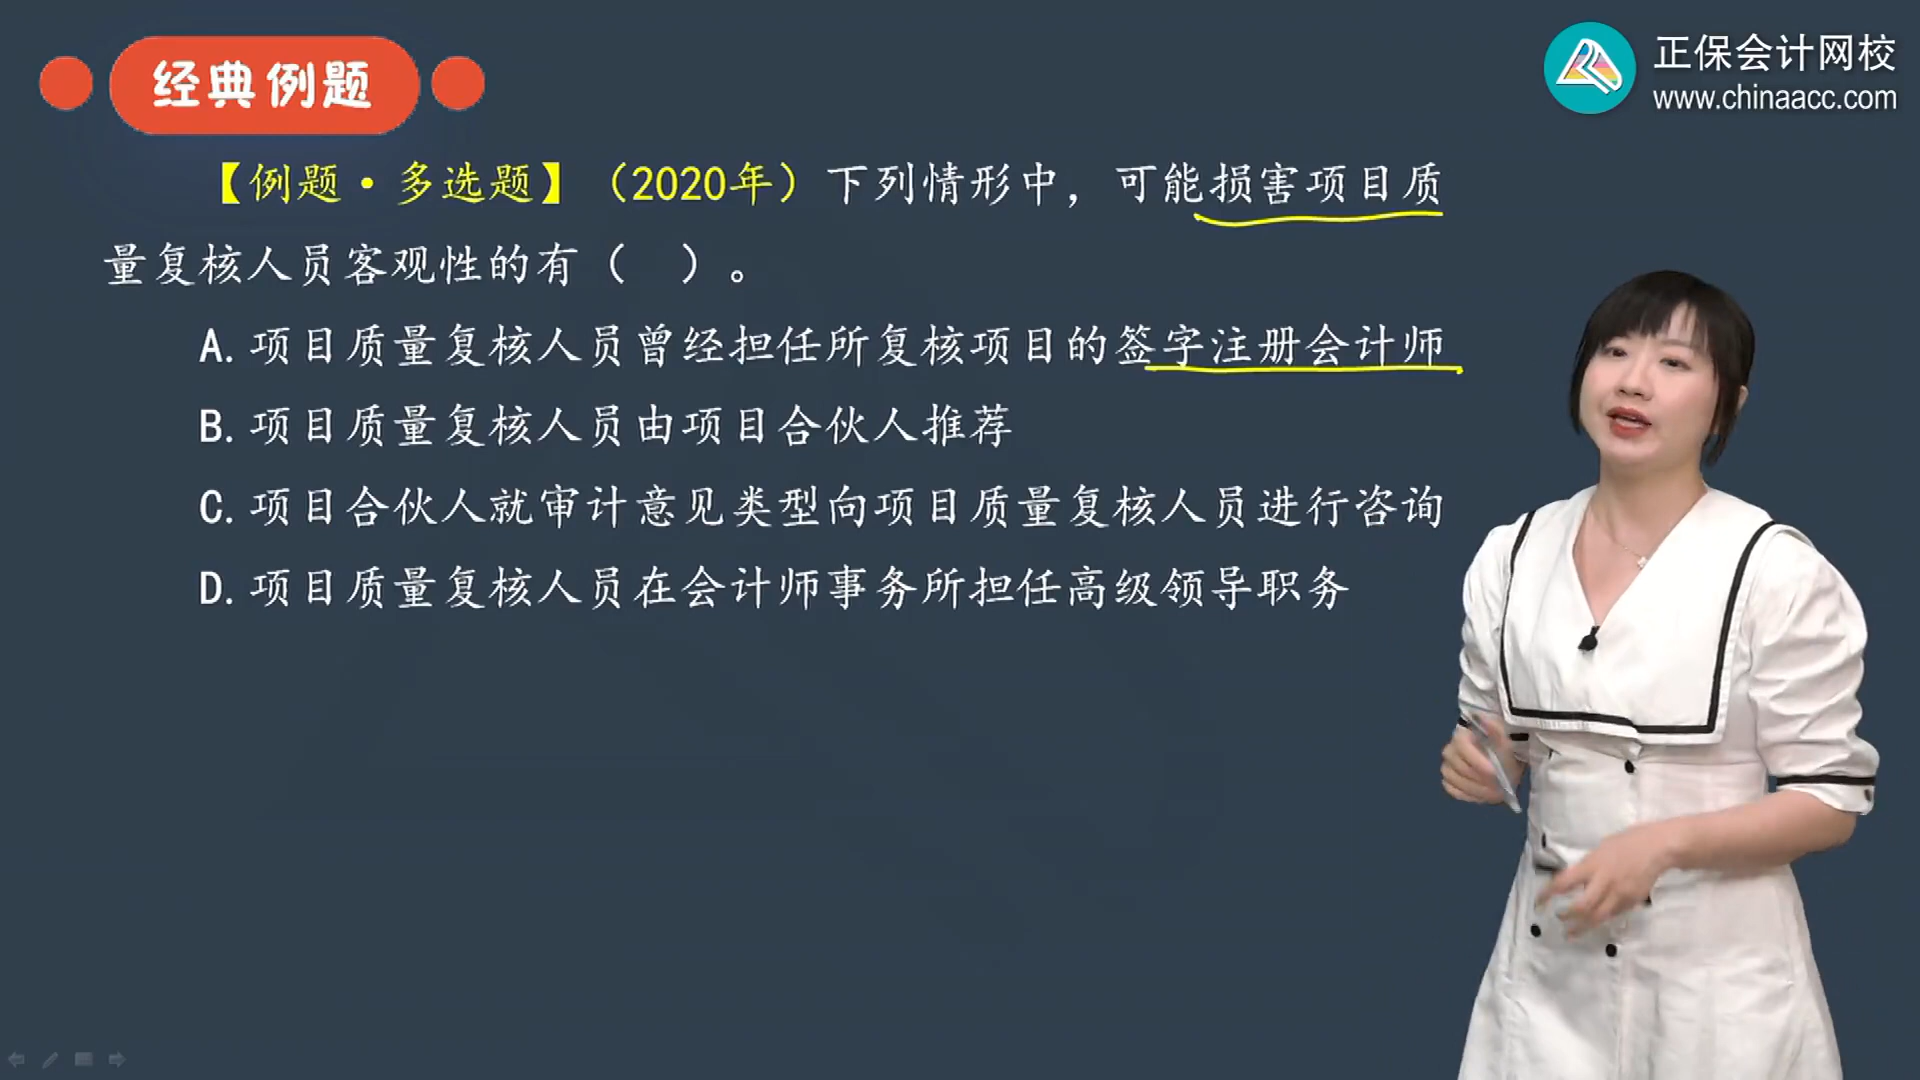 经典例题
正保会计网校
www.chinaacc.com
【例题·多选题】（2020年）下列情形中，可能损害项目质
量复核人员客观性的有（ ）。
A.项目质量复核人员曾经担任所复核项目的签字注册会计师
B.项目质量复核人员由项目合伙人推荐
C.项目合伙人就审计意见类型向项目质量复核人员进行咨询
D.项目质量复核人员在会计师事务所担任高级领导职务